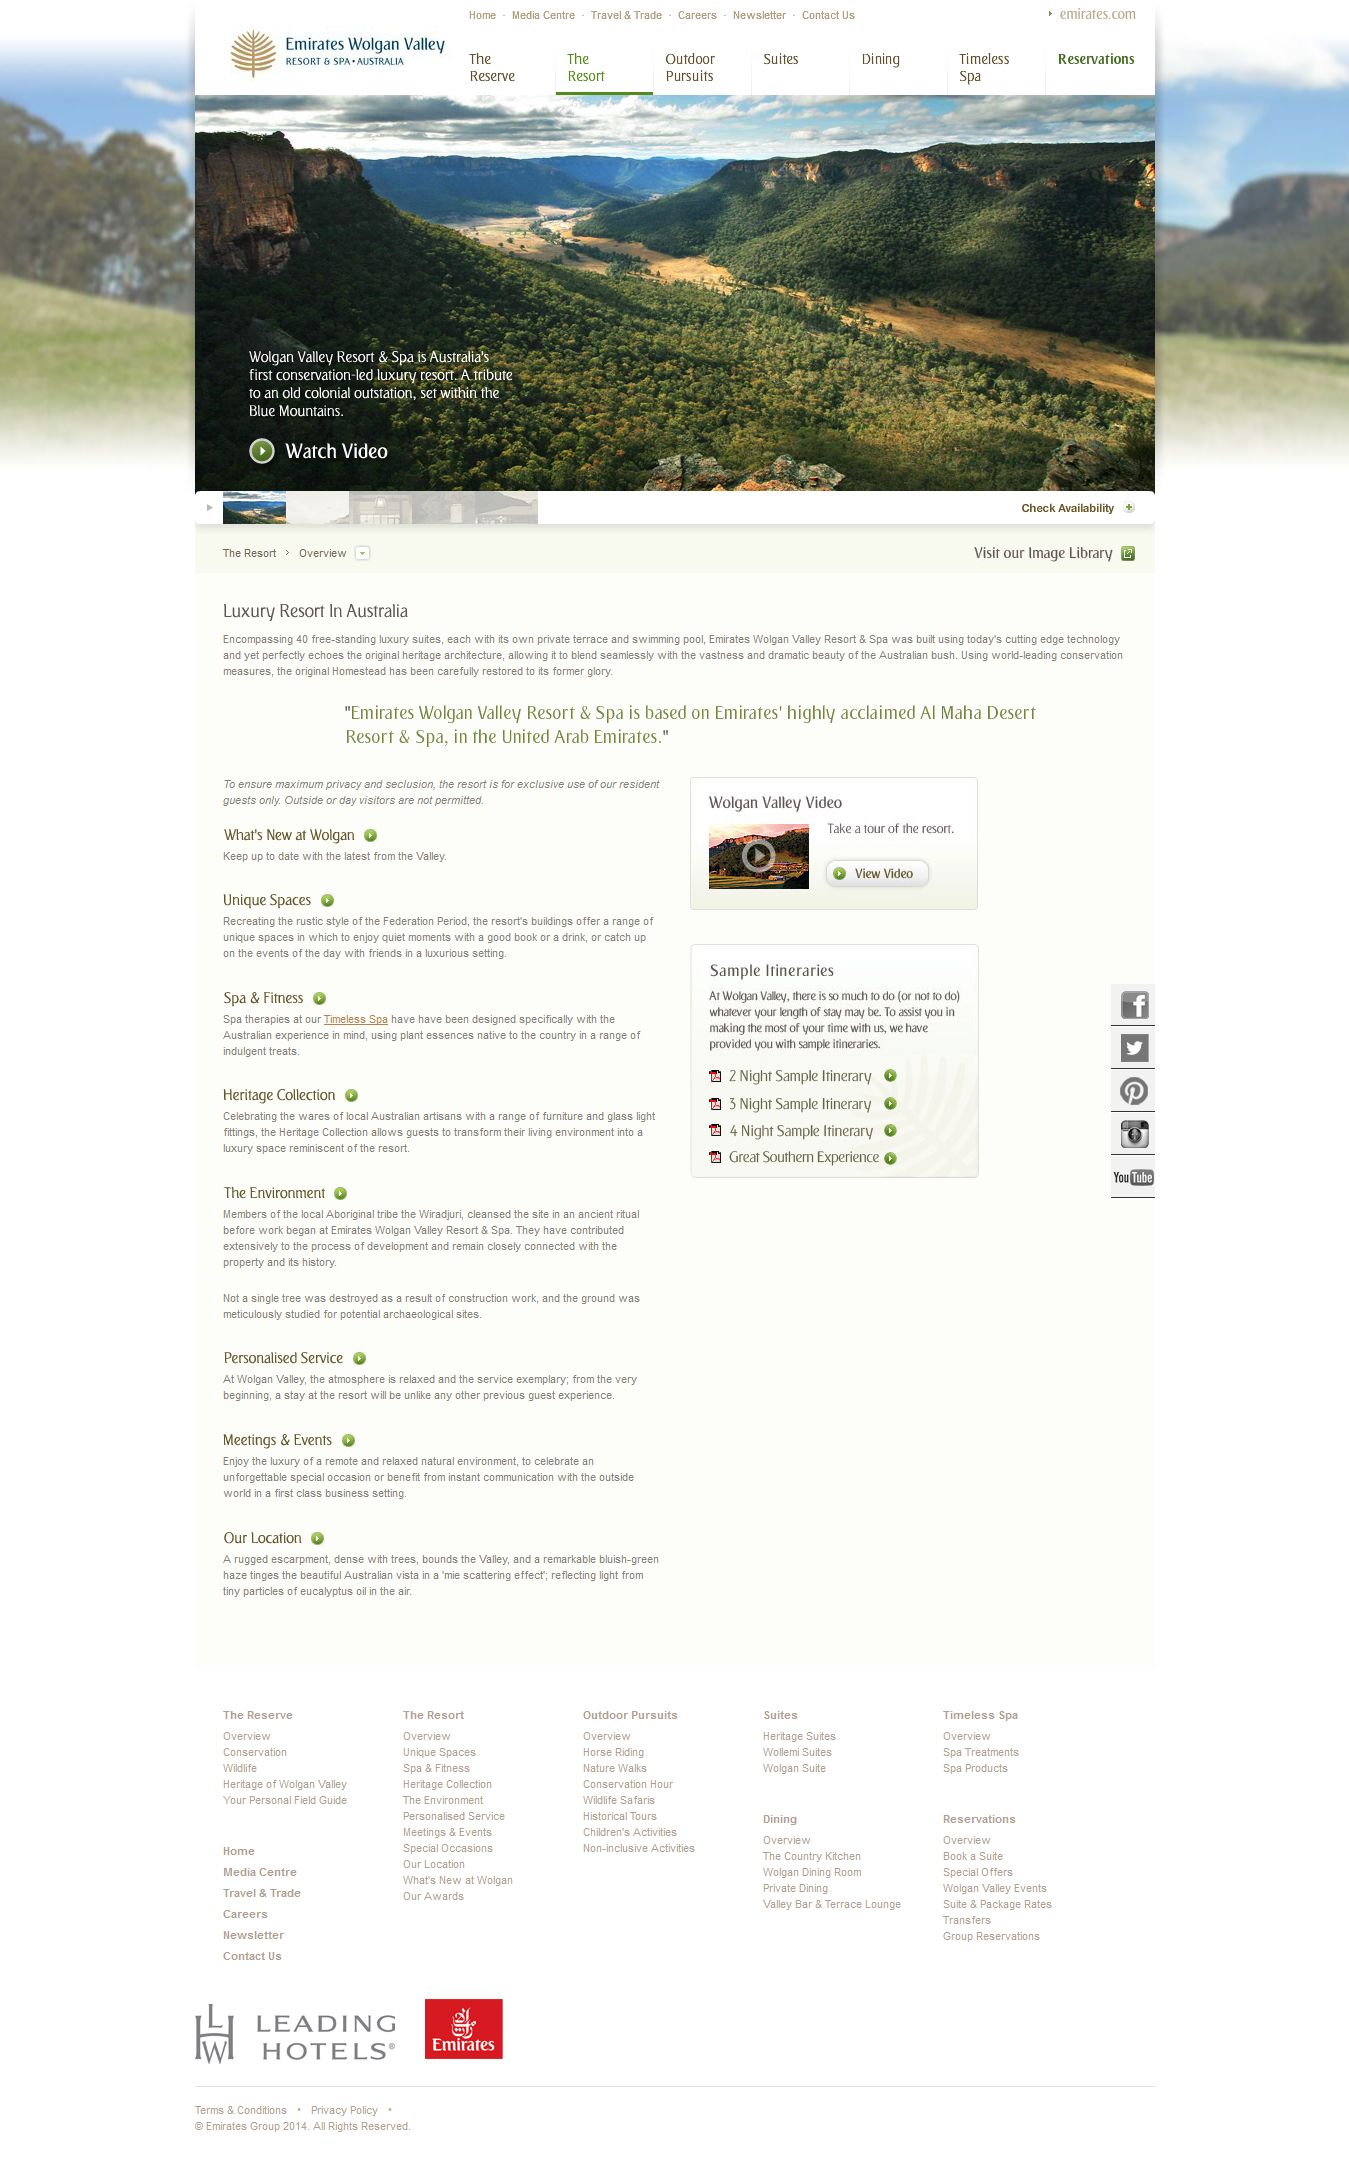 Home · Media Centre · Travel & Trade · Careers · Newsletter · Contact Us
emirates.com
Emirates Wolgan Valley
RESORT & SPA • AUSTRALIA
The Reserve
The Resort
Outdoor Pursuits
Suites
Dining
Timeless Spa
Reservations
Wolgan Valley Resort & Spa is Australia's
first conservation-led luxury resort. A tribute
to an old colonial outstation, set within the
Blue Mountains.
Watch Video
Check Availability
The Resort > Overview
Visit our Image Library
Luxury Resort In Australia
Encompassing 40 free-standing luxury suites, each with its own private terrace and swimming pool, Emirates Wolgan Valley Resort & Spa was built using today's cutting edge technology
and yet perfectly echoes the original heritage architecture, allowing it to blend seamlessly with the vastness and dramatic beauty of the Australian bush. Using world-leading conservation
measures, the original Homestead has been carefully restored to its former glory.
"Emirates Wolgan Valley Resort & Spa is based on Emirates' highly acclaimed Al Maha Desert
Resort & Spa, in the United Arab Emirates."
To ensure maximum privacy and seclusion, the resort is for exclusive use of our resident
guests only. Outside or day visitors are not permitted.
What's New at Wolgan
Keep up to date with the latest from the Valley.
Unique Spaces
Recreating the rustic style of the Federation Period, the resort's buildings offer a range of
unique spaces in which to enjoy quiet moments with a good book or a drink, or catch up
on the events of the day with friends in a luxurious setting.
Spa & Fitness
Spa therapies at our Timeless Spa have have been designed specifically with the
Australian experience in mind, using plant essences native to the country in a range of
indulgent treats.
Heritage Collection
Celebrating the wares of local Australian artisans with a range of furniture and glass light
fittings, the Heritage Collection allows guests to transform their living environment into a
luxury space reminiscent of the resort.
The Environment
Members of the local Aboriginal tribe the Wiradjuri, cleansed the site in an ancient ritual
before work began at Emirates Wolgan Valley Resort & Spa. They have contributed
extensively to the process of development and remain closely connected with the
property and its history.
Not a single tree was destroyed as a result of construction work, and the ground was
meticulously studied for potential archaeological sites.
Personalised Service
At Wolgan Valley, the atmosphere is relaxed and the service exemplary; from the very
beginning, a stay at the resort will be unlike any other previous guest experience.
Meetings & Events
Enjoy the luxury of a remote and relaxed natural environment, to celebrate an
unforgettable special occasion or benefit from instant communication with the outside
world in a first class business setting.
Our Location
A rugged escarpment, dense with trees, bounds the Valley, and a remarkable bluish-green
haze tinges the beautiful Australian vista in a 'mie scattering effect'; reflecting light from
tiny particles of eucalyptus oil in the air.
Wolgan Valley Video
Take a tour of the resort.
View Video
Sample Itineraries
At Wolgan Valley, there is so much to do (or not to do)
whatever your length of stay may be. To assist you in
making the most of your time with us, we have
provided you with sample itineraries.
2 Night Sample Itinerary
3 Night Sample Itinerary
4 Night Sample Itinerary
Great Southern Experience
You Tube
The Reserve
Overview
Conservation
Wildlife
Heritage of Wolgan Valley
Your Personal Field Guide
Home
Media Centre
Travel & Trade
Careers
Newsletter
Contact Us
The Resort
Overview
Unique Spaces
Spa & Fitness
Heritage Collection
The Environment
Personalised Service
Meetings & Events
Special Occasions
Our Location
What's New at Wolgan
Our Awards
Outdoor Pursuits
Overview
Horse Riding
Nature Walks
Conservation Hour
Wildlife Safaris
Historical Tours
Children's Activities
Non-inclusive Activities
Suites
Heritage Suites
Wollemi Suites
Wolgan Suite
Dining
Overview
The Country Kitchen
Wolgan Dining Room
Private Dining
Valley Bar & Terrace Lounge
Timeless Spa
Overview
Spa Treatments
Spa Products
Reservations
Overview
Book a Suite
Special Offers
Wolgan Valley Events
Suite & Package Rates
Transfers
Group Reservations
LEADING
HOTELS®
Emirates
Terms & Conditions • Privacy Policy •
© Emirates Group 2014. All Rights Reserved.